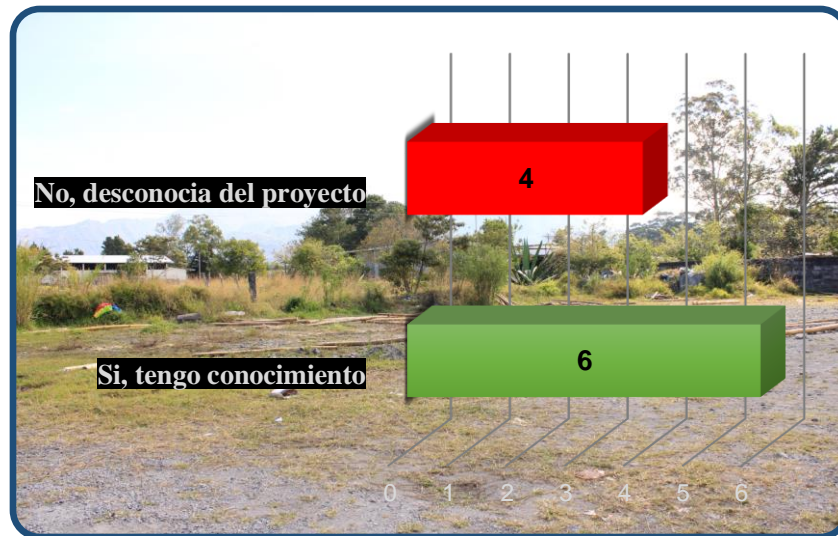 4
No, desconocia del proyecto
6
Si, tengo conocimiento
0 1 2 3 4 5 6